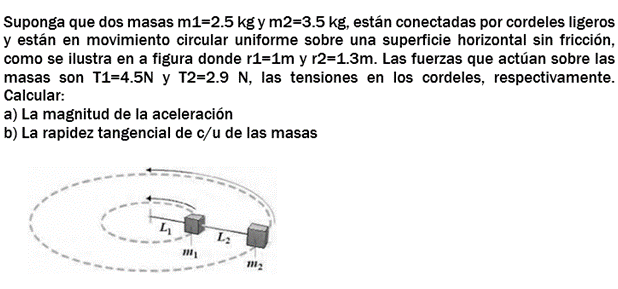 Suponga que dos masas m1=2.5 kg y m2=3.5 kg, están conectadas por cordeles ligeros
y están en movimiento circular uniforme sobre una superficie horizontal sin fricción,
como se ilustra en a figura donde r1=1m y r2=1.3m. Las fuerzas que actúan sobre las
masas son T1=4.5N y T2=2.9 N, las tensiones en los cordeles, respectivamente.
Calcular:
a) La magnitud de la aceleración
b) La rapidez tangencial de c/u de las masas
L1
L2
m1
m2